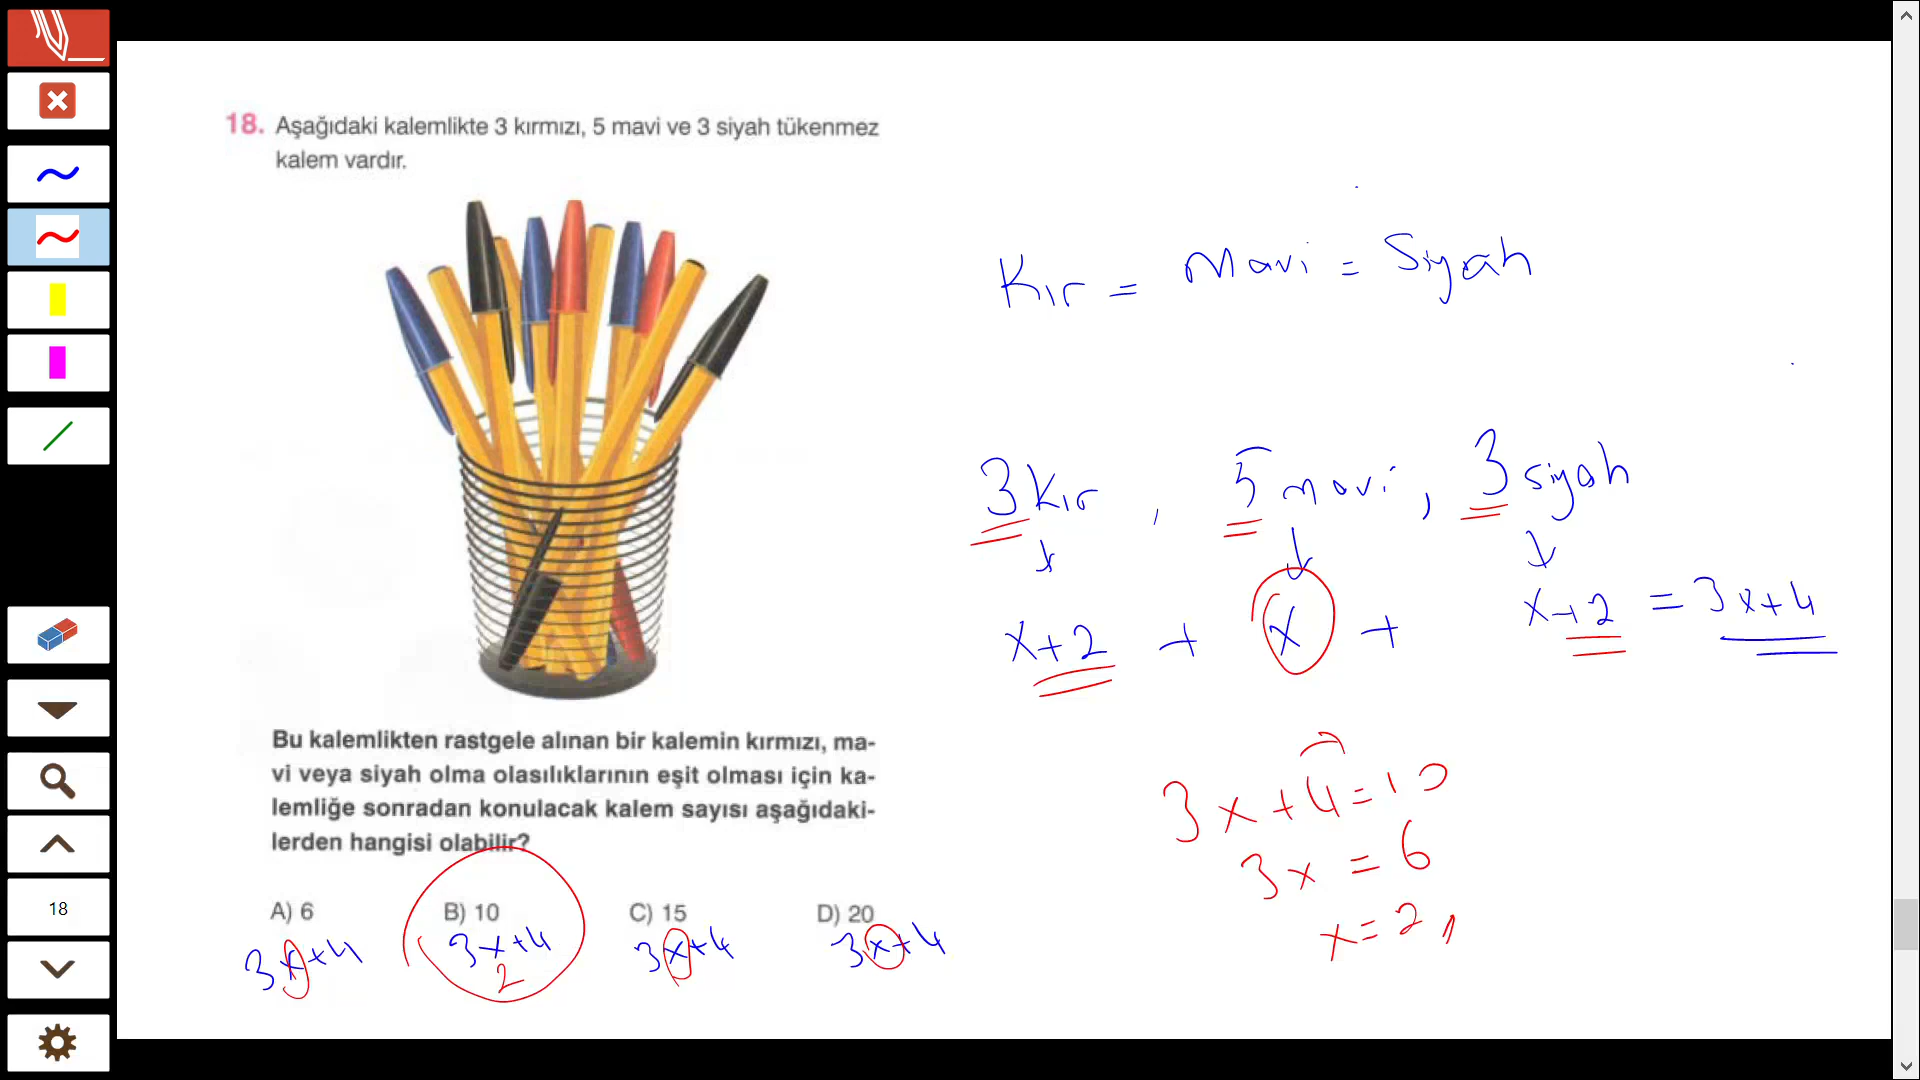 18. Aşağıdaki kalemlikte 3 kırmızı, 5 mavi ve 3 siyah tükenmez
kalem vardır.
Kır = Mavi = Siyah
3 Kır , 5 mavi , 3 siyah
x+2 + x + x+2 = 3x+4
Bu kalemlikten rastgele alınan bir kalemin kırmızı, ma-
vi veya siyah olma olasılıklarının eşit olması için ka-
lemliğe sonradan konulacak kalem sayısı aşağıdaki-
lerden hangisi olabilir?
3x+4=10
3x = 6
x=2
A) 6 B) 10 C) 15 D) 20
3x+4 3x+4 3x+4 3x+4
2
18